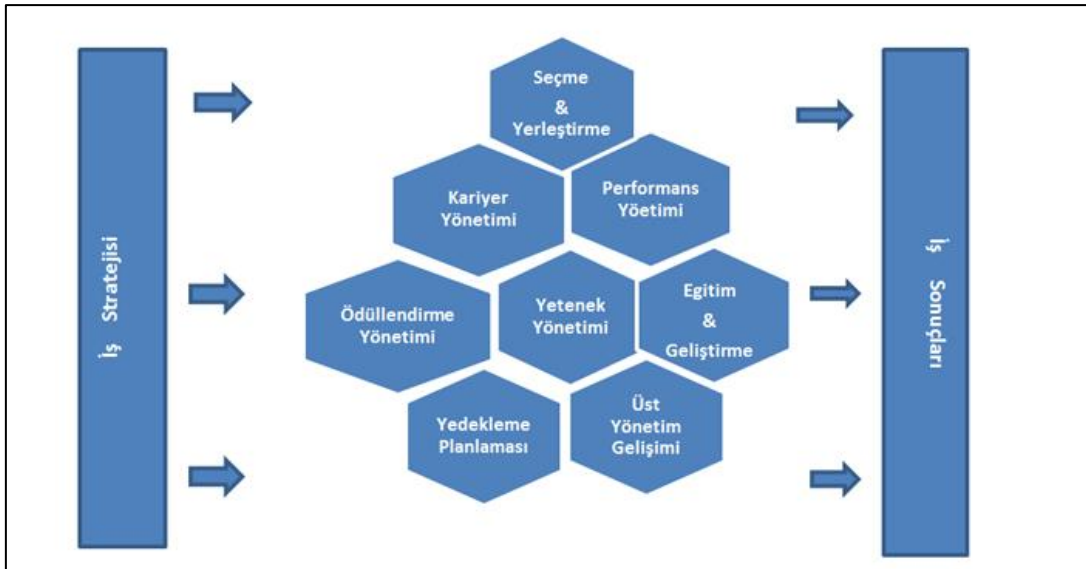 İş Stratejisi
Seçme
&
Yerleştirme
Kariyer
Yönetimi
Performans
Yöetimi
Ödüllendirme
Yönetimi
Yetenek
Yönetimi
Egitim
&
Geliştirme
Yedekleme
Planlaması
Üst
Yönetim
Gelişimi
İş Sonuçları